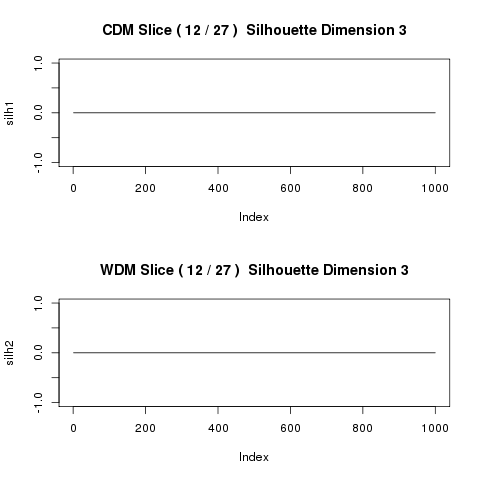 CDM Slice ( 12 / 27 )  Silhouette Dimension 3
1.0
0.0
-1.0
silh1
0 200 400 600 800 1000
Index
WDM Slice ( 12 / 27 )  Silhouette Dimension 3
1.0
0.0
-1.0
silh2
0 200 400 600 800 1000
Index